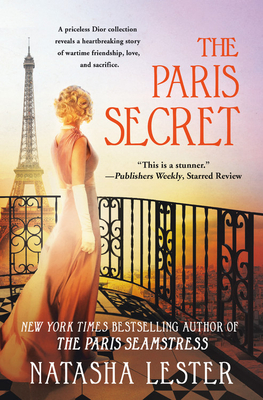 A priceless Dior collection
reveals a heartbreaking story
of wartime friendship, love,
and sacrifice.
THE
PARIS
SECRET
“This is a stunner.”
—Publishers Weekly, Starred Review
NEW YORK TIMES BESTSELLING AUTHOR OF
THE PARIS SEAMSTRESS
NATASHA LESTER